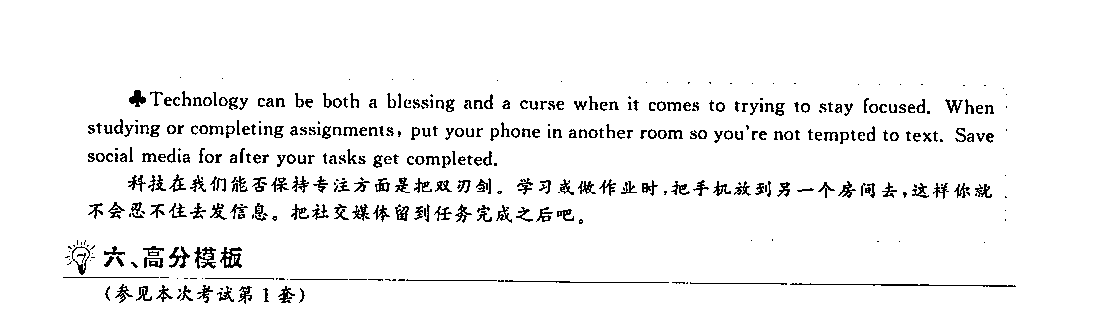 ♣Technology can be both a blessing and a curse when it comes to trying to stay focused. When
studying or completing assignments, put your phone in another room so you're not tempted to text. Save
social media for after your tasks get completed.
科技在我们能否保持专注方面是把双刃剑。学习或做作业时,把手机放到另一个房间去,这样你就
不会忍不住去发信息。把社交媒体留到任务完成之后吧。
六、高分模板
(参见本次考试第1套)